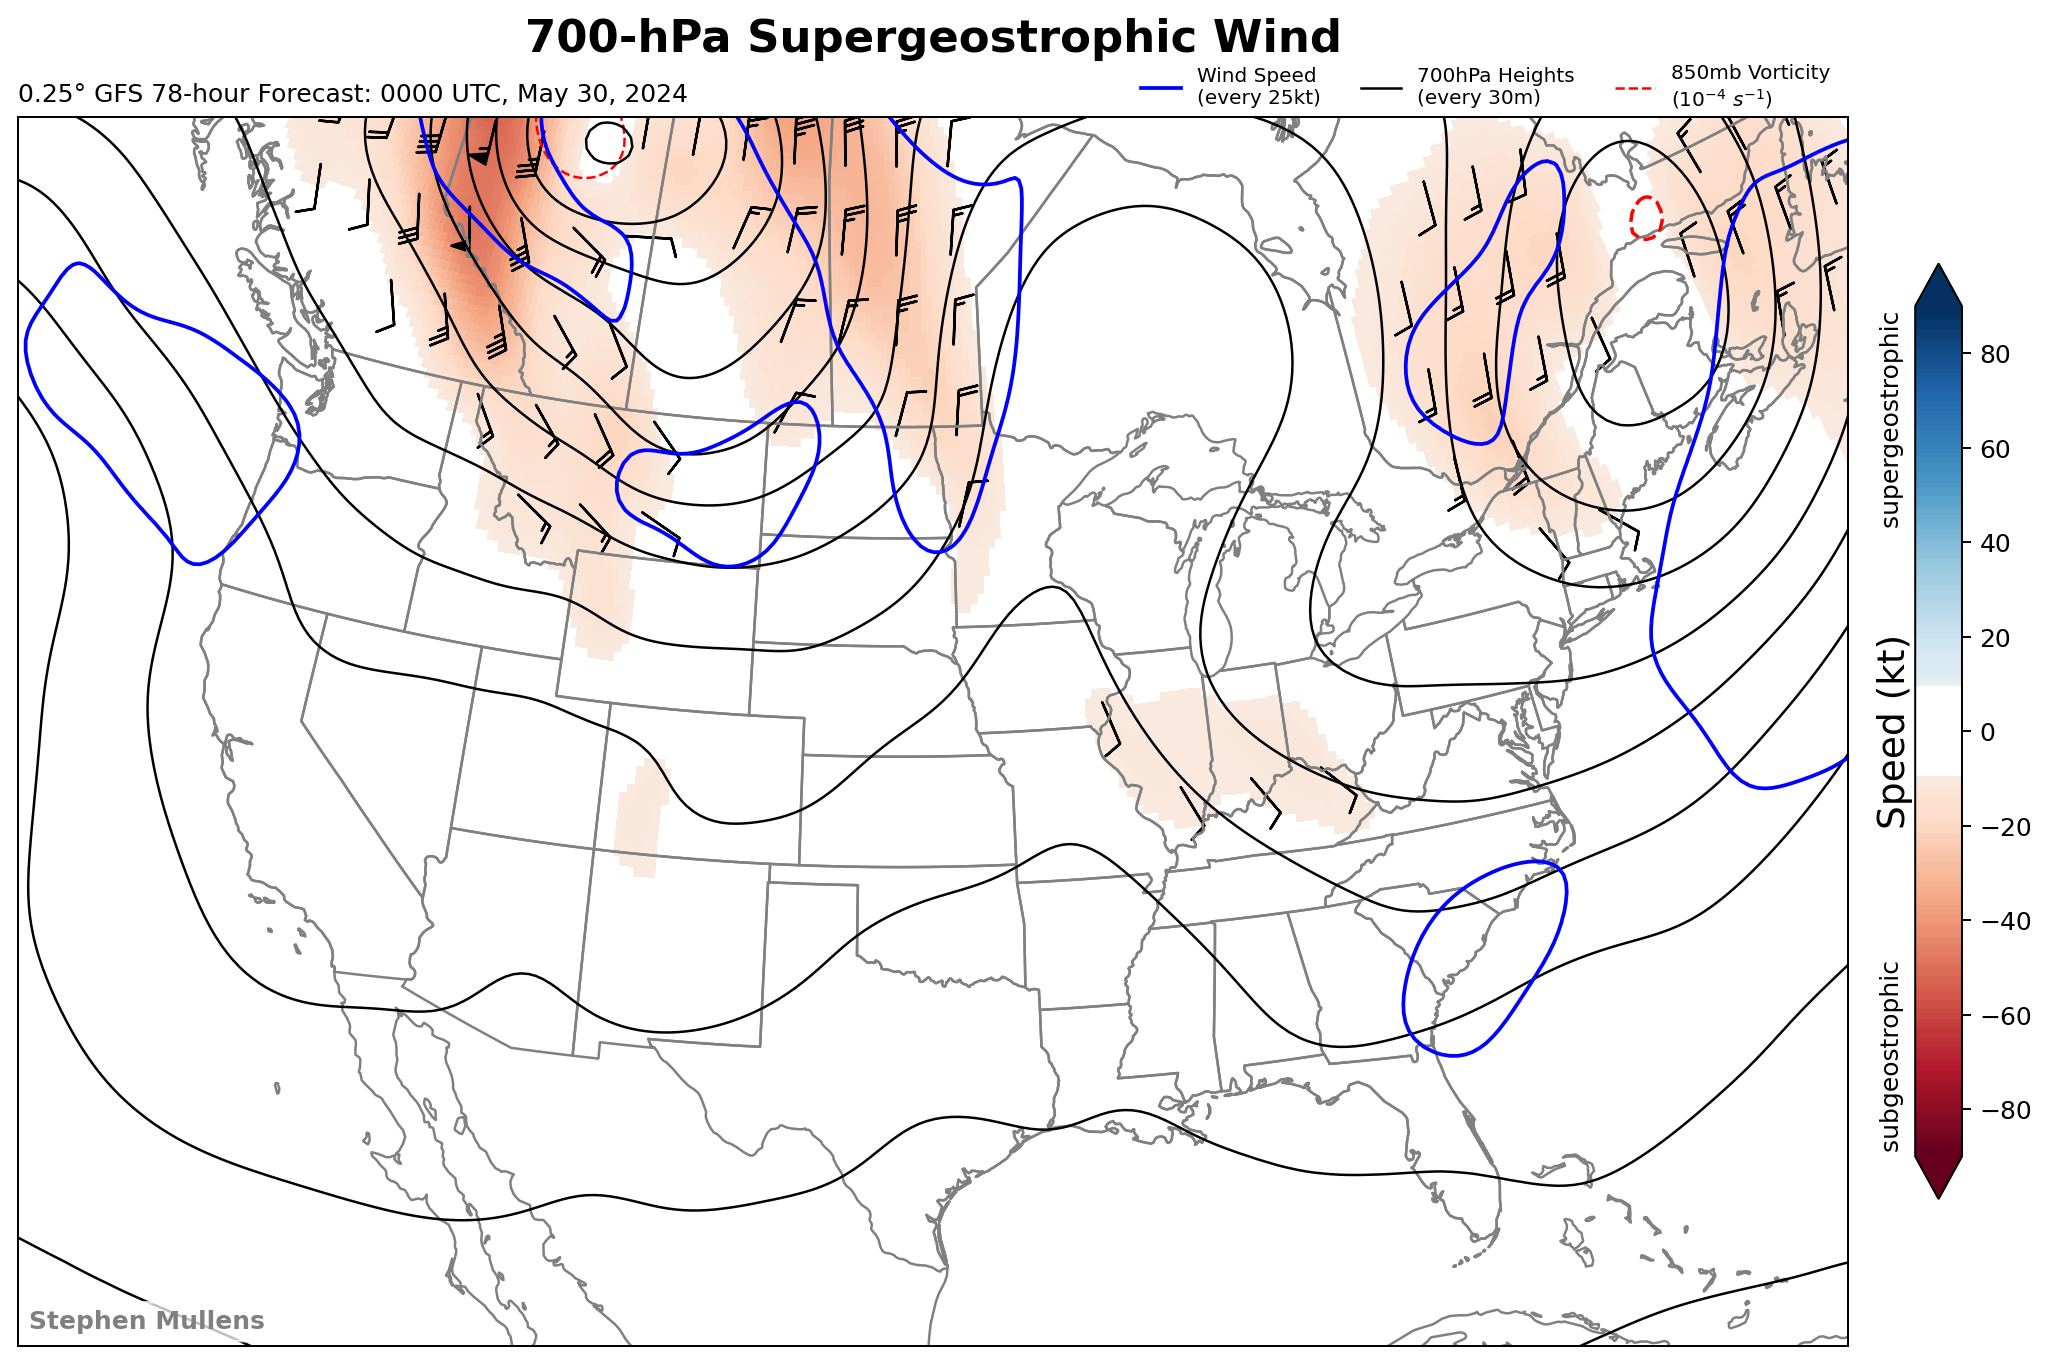 700-hPa Supergeostrophic Wind
0.25° GFS 78-hour Forecast: 0000 UTC, May 30, 2024
Wind Speed
(every 25kt)
700hPa Heights
(every 30m)
850mb Vorticity
(10⁻⁴ s⁻¹)
supergeostrophic
Speed (kt)
subgeostrophic
80
60
40
20
0
−20
−40
−60
−80
Stephen Mullens